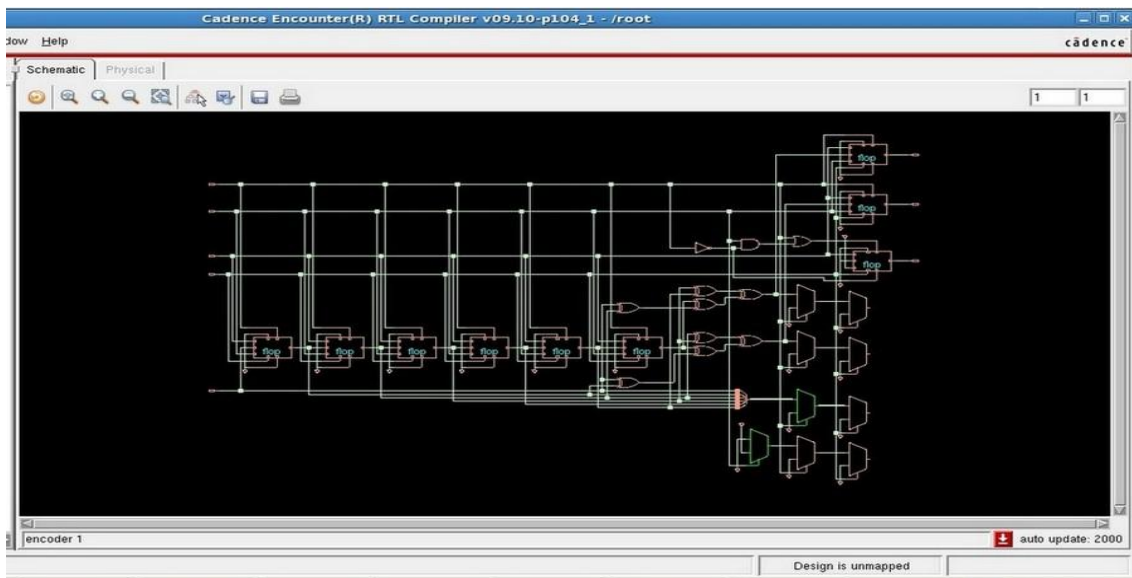 Cadence Encounter(R) RTL Compiler v09.10-p104_1 - /root
dow Help
cādence
Schematic Physical
1 1
flop
flop
flop
flop flop flop flop flop flop
encoder 1
auto update: 2000
Design is unmapped